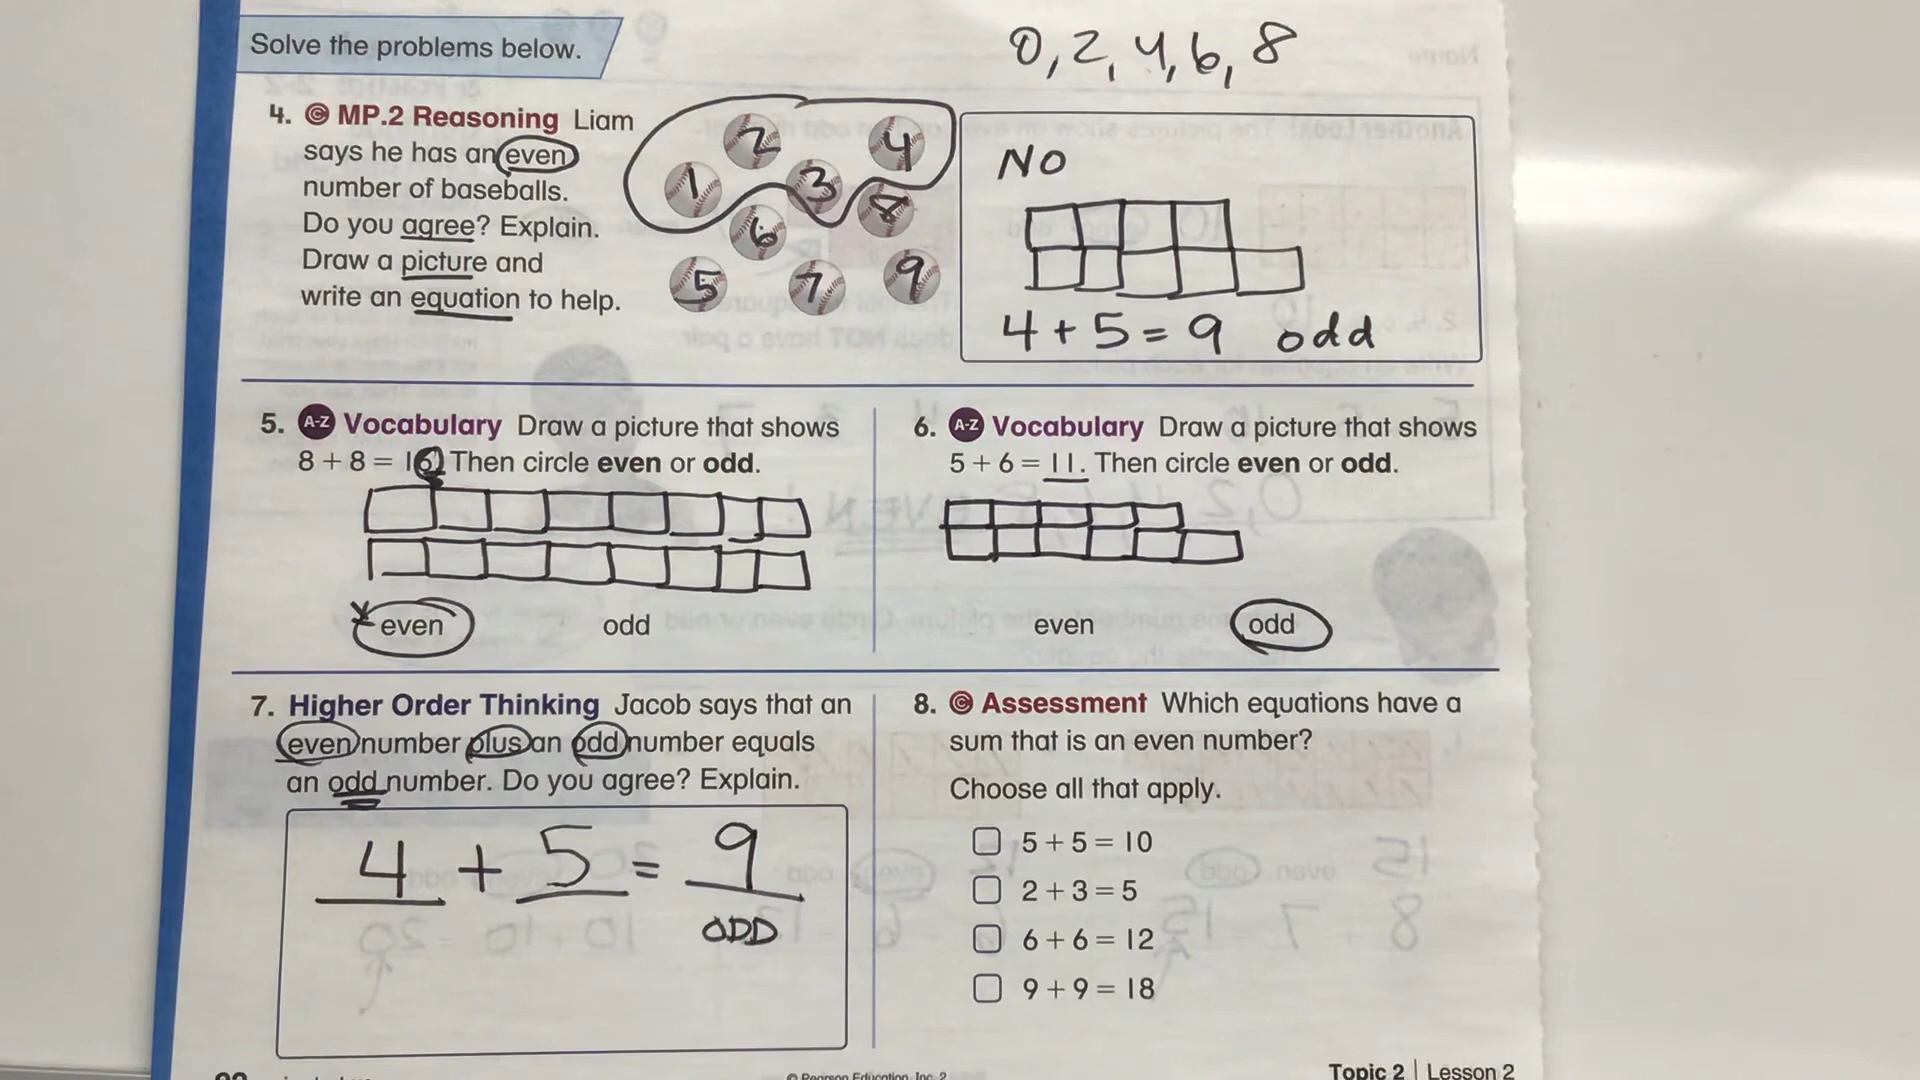 Solve the problems below.
0, 2, 4, 6, 8
4. © MP.2 Reasoning Liam
says he has an even
number of baseballs.
Do you agree? Explain.
Draw a picture and
write an equation to help.
2 4
1 3 8
6
5 7 9
NO
4 + 5 = 9 odd
5. A-Z Vocabulary Draw a picture that shows
8 + 8 = 16. Then circle even or odd.
even odd
6. A-Z Vocabulary Draw a picture that shows
5 + 6 = 11. Then circle even or odd.
even odd
7. Higher Order Thinking Jacob says that an
even number plus an odd number equals
an odd number. Do you agree? Explain.
4 + 5 = 9
ODD
8. © Assessment Which equations have a
sum that is an even number?
Choose all that apply.
5 + 5 = 10
2 + 3 = 5
6 + 6 = 12
9 + 9 = 18
© Pearson Education, Inc. 2
Topic 2 | Lesson 2